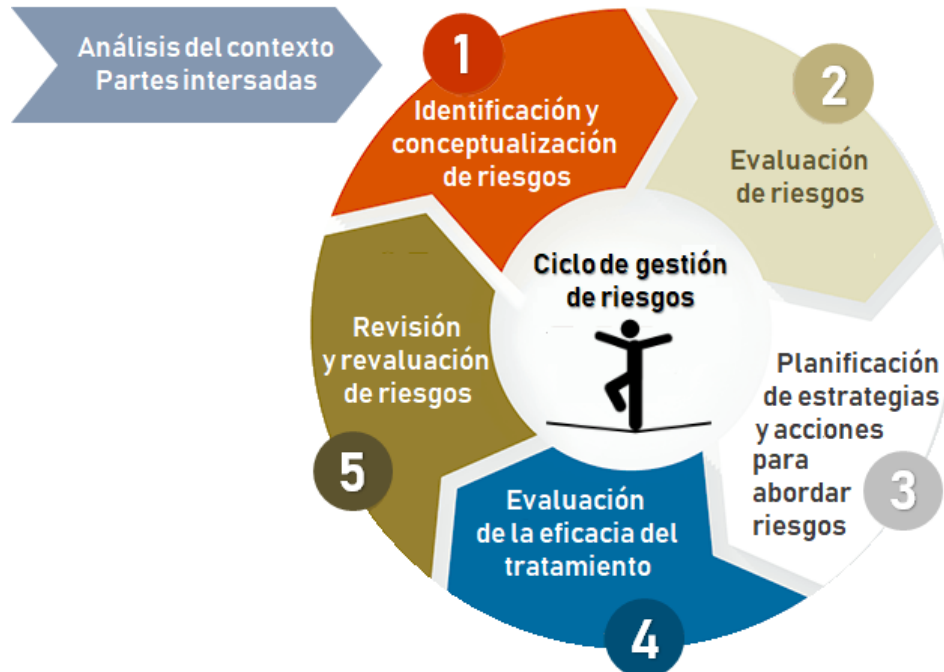 Análisis del contexto
Partes intersadas
1
Identificación y
conceptualización
de riesgos
2
Evaluación
de riesgos
Ciclo de gestión
de riesgos
Planificación
de estrategias
y acciones
para
abordar
riesgos
3
Evaluación
de la eficacia del
tratamiento
4
Revisión
y revaluación
de riesgos
5